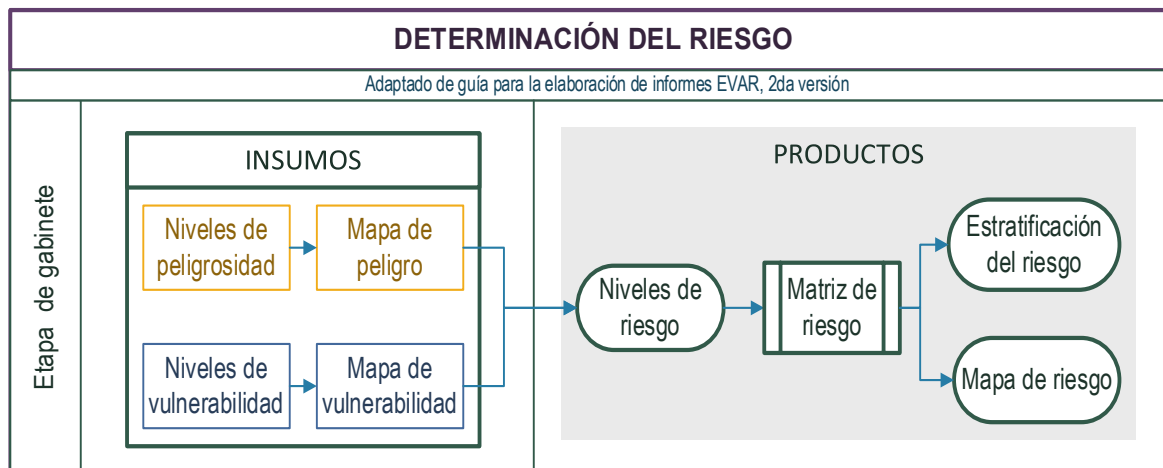 DETERMINACIÓN DEL RIESGO
Adaptado de guía para la elaboración de informes EVAR, 2da versión
Etapa de gabinete
INSUMOS
Niveles de
peligrosidad
Mapa de
peligro
Niveles de
vulnerabilidad
Mapa de
vulnerabilidad
PRODUCTOS
Niveles de
riesgo
Matriz de
riesgo
Estratificación
del riesgo
Mapa de riesgo